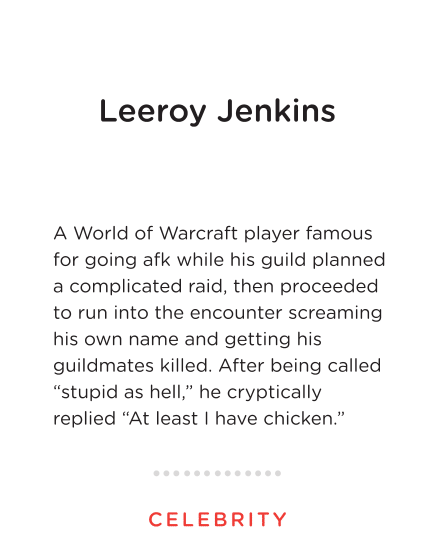 Leeroy Jenkins
A World of Warcraft player famous
for going afk while his guild planned
a complicated raid, then proceeded
to run into the encounter screaming
his own name and getting his
guildmates killed. After being called
“stupid as hell,” he cryptically
replied “At least I have chicken.”
CELEBRITY